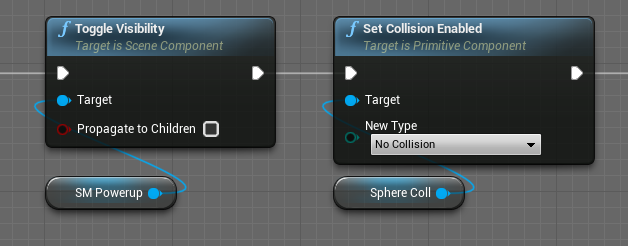 Toggle Visibility
Target is Scene Component
Target
Propagate to Children
SM Powerup
Set Collision Enabled
Target is Primitive Component
Target
New Type
No Collision
Sphere Coll